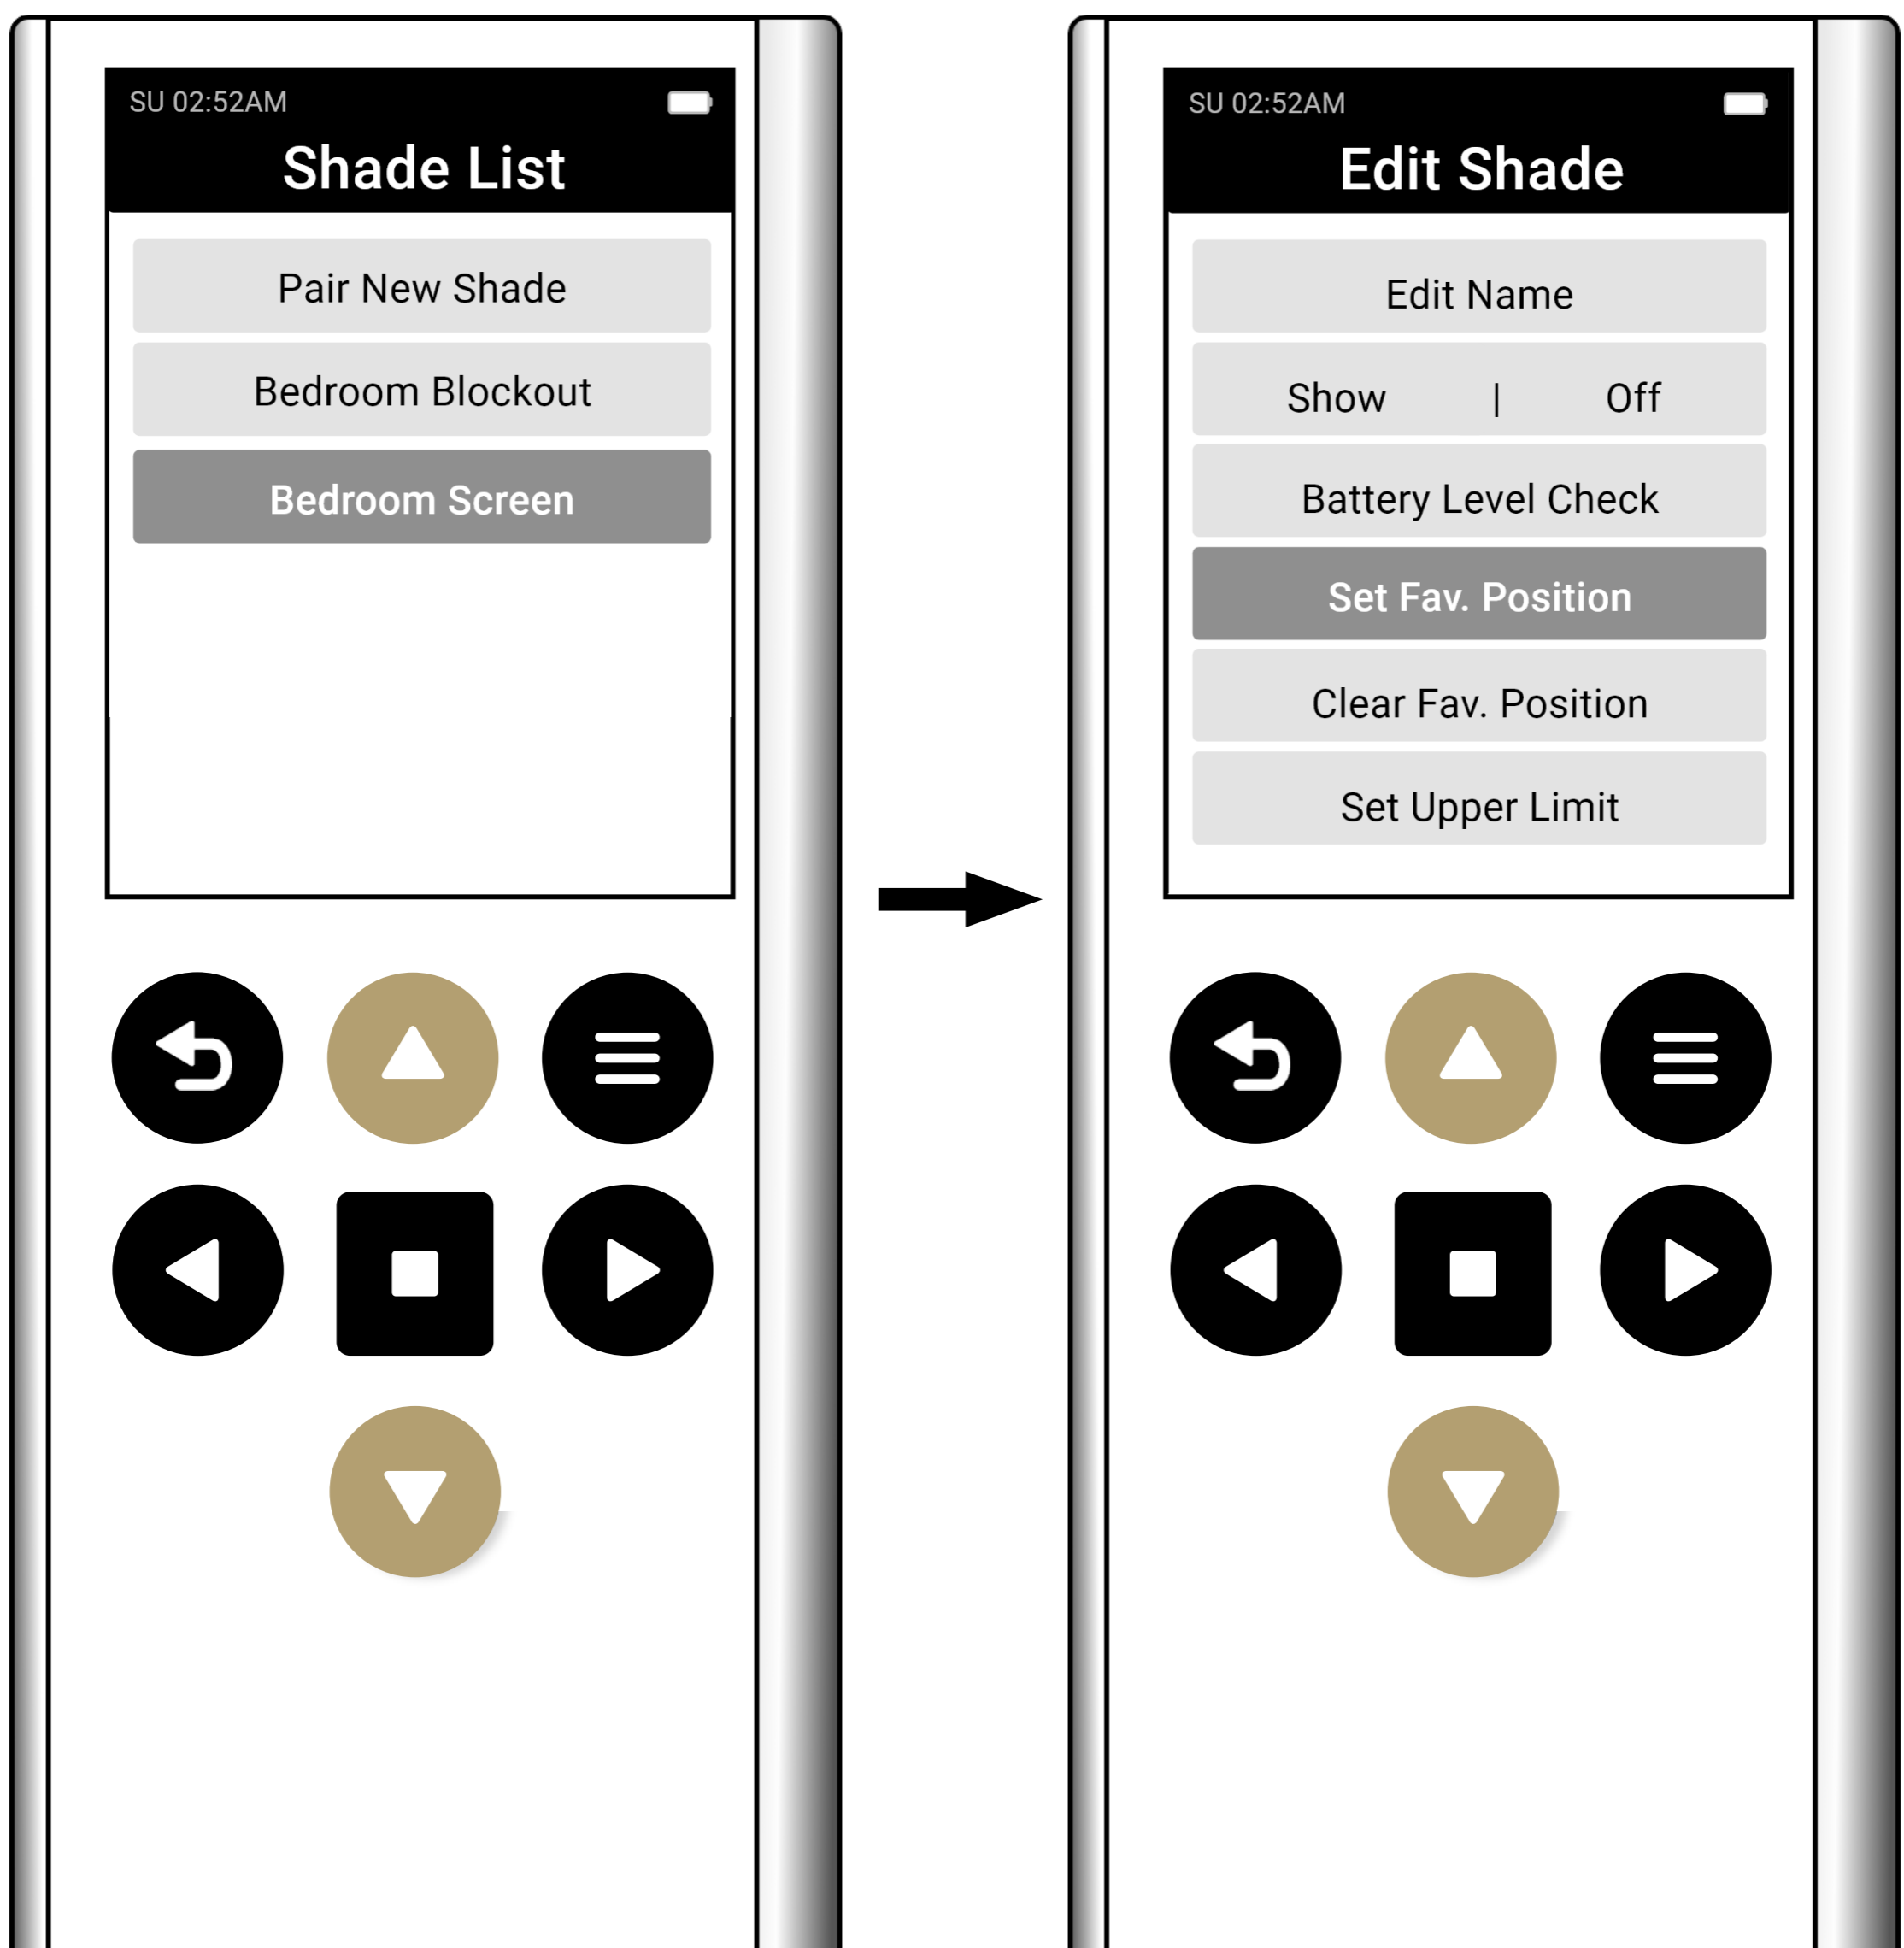 SU 02:52AM
Shade List
Pair New Shade
Bedroom Blockout
Bedroom Screen
SU 02:52AM
Edit Shade
Edit Name
Show | Off
Battery Level Check
Set Fav. Position
Clear Fav. Position
Set Upper Limit